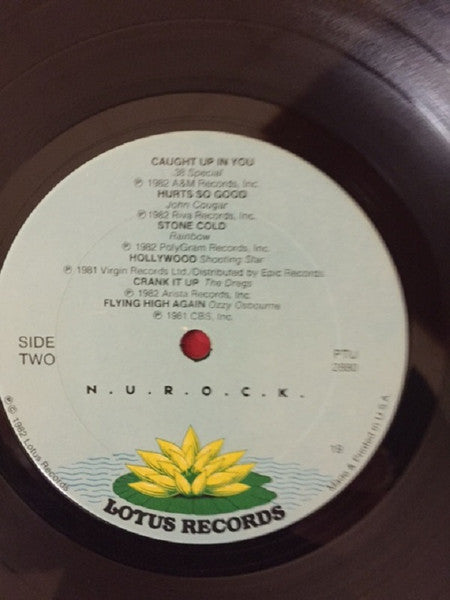 CAUGHT UP IN YOU
.38 Special
℗ 1982 A&M Records, Inc.
HURTS SO GOOD
John Cougar
℗ 1982 Riva Records, Inc.
STONE COLD
Rainbow
℗ 1982 PolyGram Records, Inc.
HOLLYWOOD Shooting Star
℗ 1981 Virgin Records Ltd./Distributed by Epic Records
CRANK IT UP The Dregs
℗ 1982 Arista Records, Inc.
FLYING HIGH AGAIN Ozzy Osbourne
℗ 1981 CBS, Inc.
SIDE
TWO
PTU
N.U.R.O.C.K.
℗ © 1982 Lotus Records
1B
Made & Printed in U.S.A.
LOTUS RECORDS